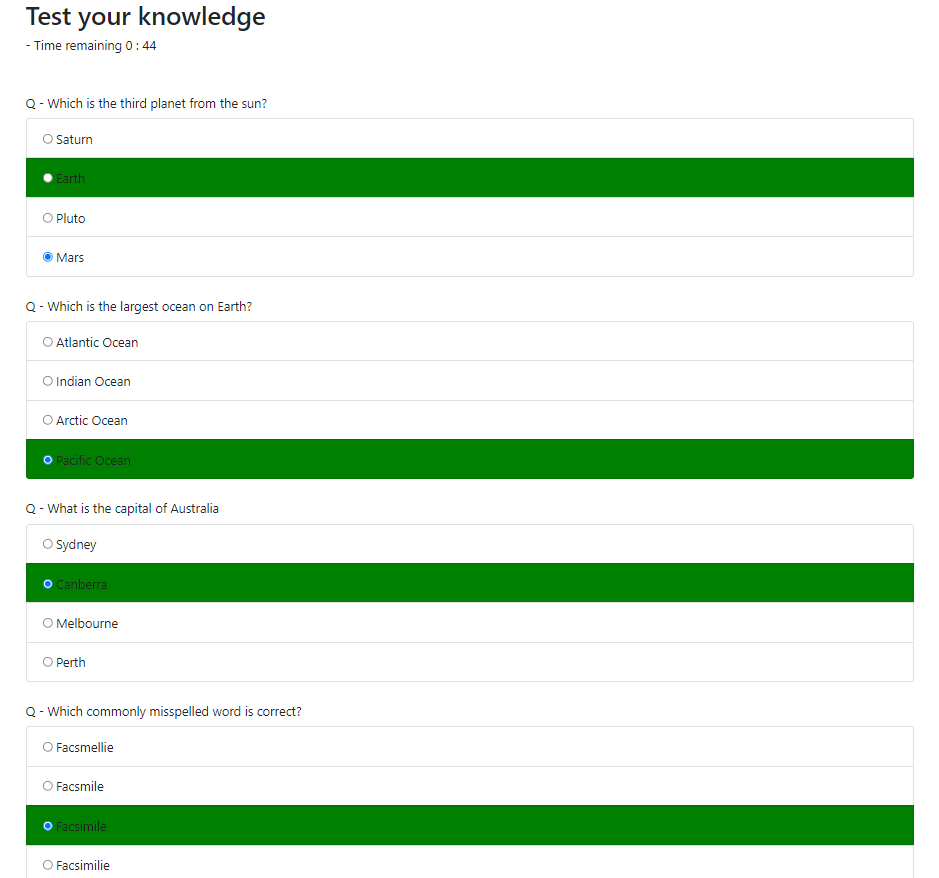 Test your knowledge
- Time remaining 0 : 44
Q - Which is the third planet from the sun?
Saturn
Earth
Pluto
Mars
Q - Which is the largest ocean on Earth?
Atlantic Ocean
Indian Ocean
Arctic Ocean
Pacific Ocean
Q - What is the capital of Australia
Sydney
Canberra
Melbourne
Perth
Q - Which commonly misspelled word is correct?
Facsmellie
Facsmile
Facsimile
Facsimilie